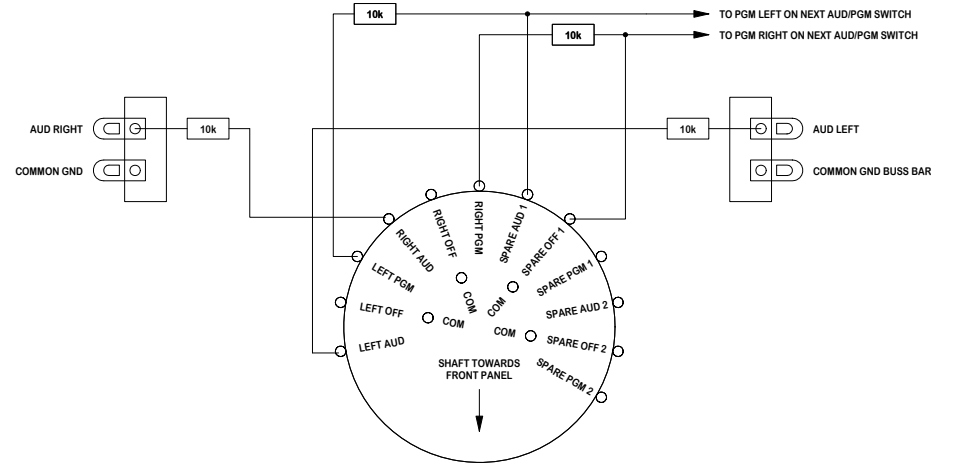 10k
TO PGM LEFT ON NEXT AUD/PGM SWITCH
10k
TO PGM RIGHT ON NEXT AUD/PGM SWITCH
AUD RIGHT
10k
10k
AUD LEFT
COMMON GND
COMMON GND BUSS BAR
LEFT AUD
LEFT OFF
LEFT PGM
RIGHT AUD
RIGHT OFF
RIGHT PGM
SPARE AUD 1
SPARE OFF 1
SPARE PGM 1
SPARE AUD 2
SPARE OFF 2
SPARE PGM 2
COM
COM
COM
COM
SHAFT TOWARDS
FRONT PANEL